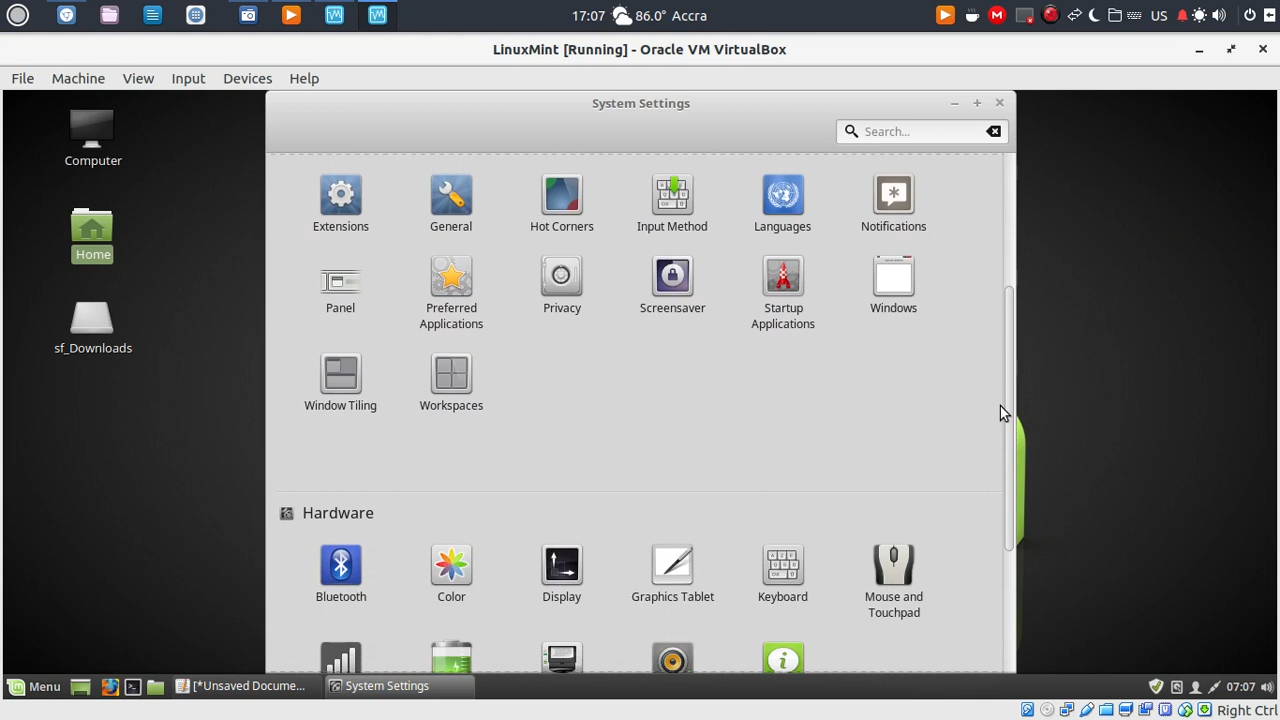 17:07 86.0° Accra US
LinuxMint [Running] - Oracle VM VirtualBox
File Machine View Input Devices Help
System Settings
Search...
Computer
Home
sf_Downloads
Extensions General Hot Corners Input Method Languages Notifications
Panel Preferred Applications Privacy Screensaver Startup Applications Windows
Window Tiling Workspaces
Hardware
Bluetooth Color Display Graphics Tablet Keyboard Mouse and Touchpad
Menu [*Unsaved Docume... System Settings 07:07
Right Ctrl